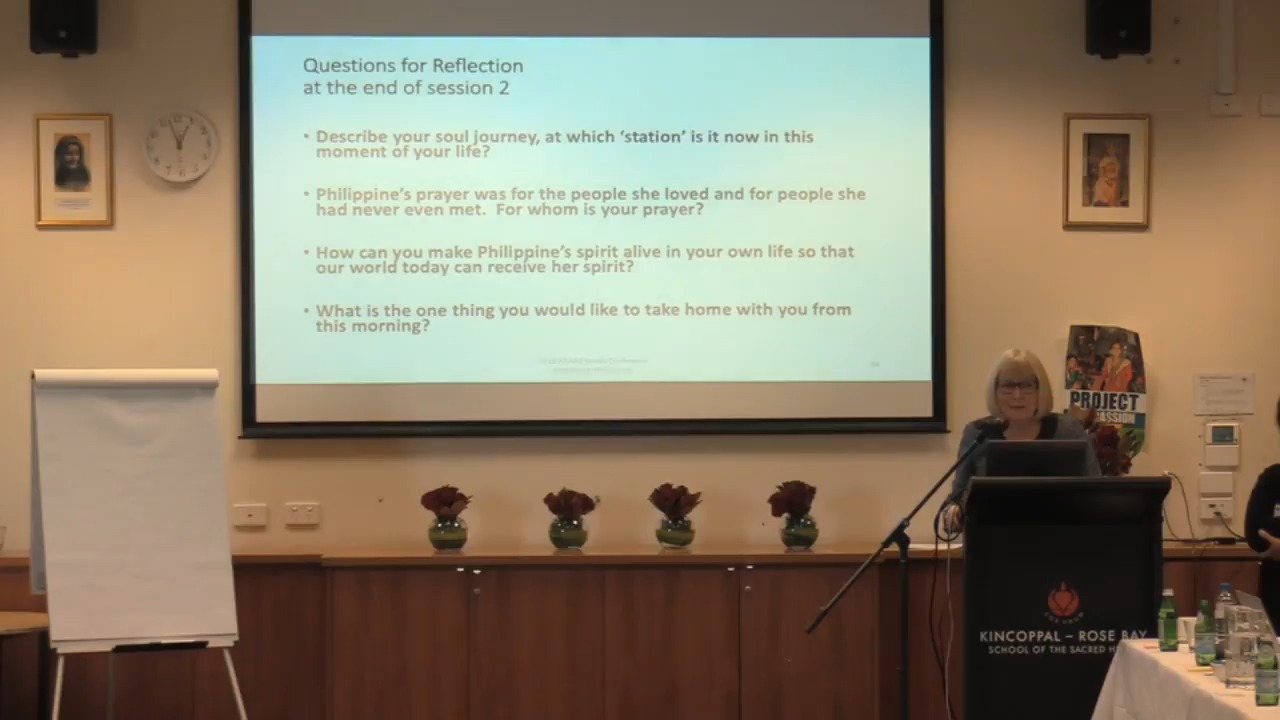 Questions for Reflection
at the end of session 2
• Describe your soul journey, at which ‘station’ is it now in this
moment of your life?
• Philippine’s prayer was for the people she loved and for people she
had never even met. For whom is your prayer?
• How can you make Philippine’s spirit alive in your own life so that
our world today can receive her spirit?
• What is the one thing you would like to take home with you from
this morning?
PROJECT
KINCOPPAL – ROSE BAY
SCHOOL OF THE SACRED